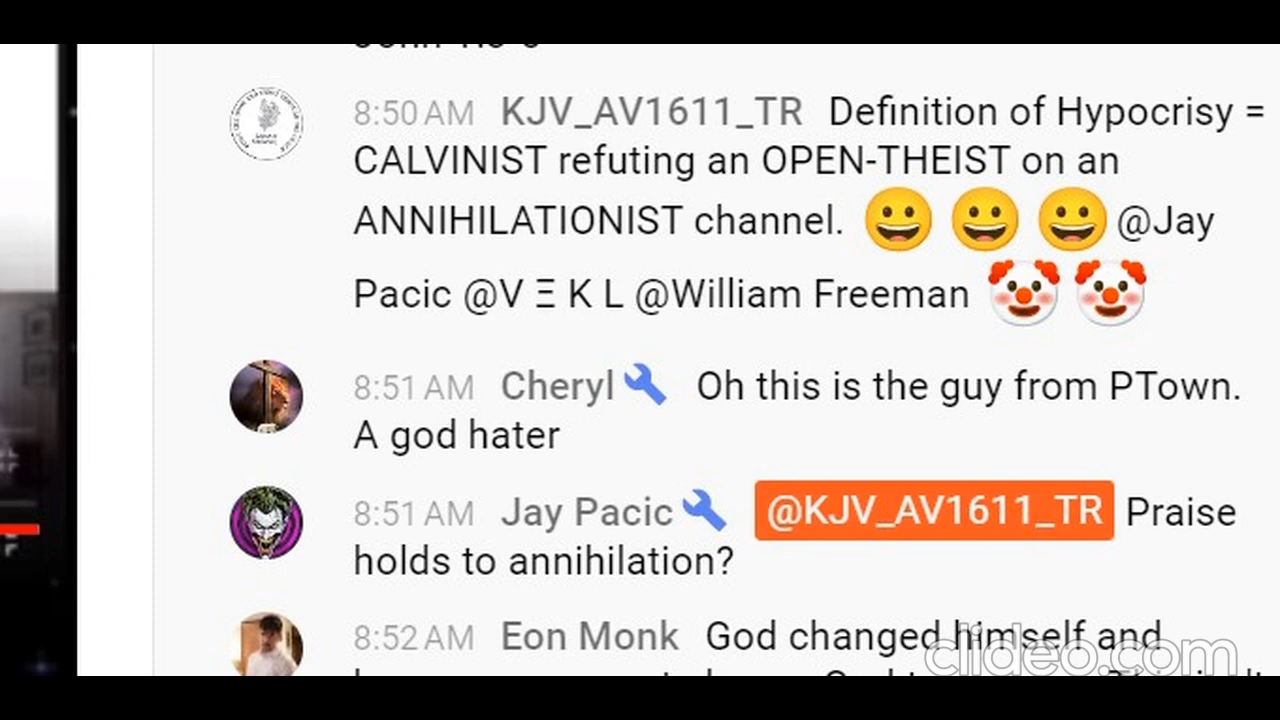 8:50 AM KJV_AV1611_TR Definition of Hypocrisy =
CALVINIST refuting an OPEN-THEIST on an
ANNIHILATIONIST channel. 😀 😀 😀 @Jay
Pacic @V Ξ K L @William Freeman 🤡 🤡
8:51 AM Cheryl Oh this is the guy from PTown.
A god hater
8:51 AM Jay Pacic @KJV_AV1611_TR Praise
holds to annihilation?
8:52 AM Eon Monk God changed himself and
clideo.com